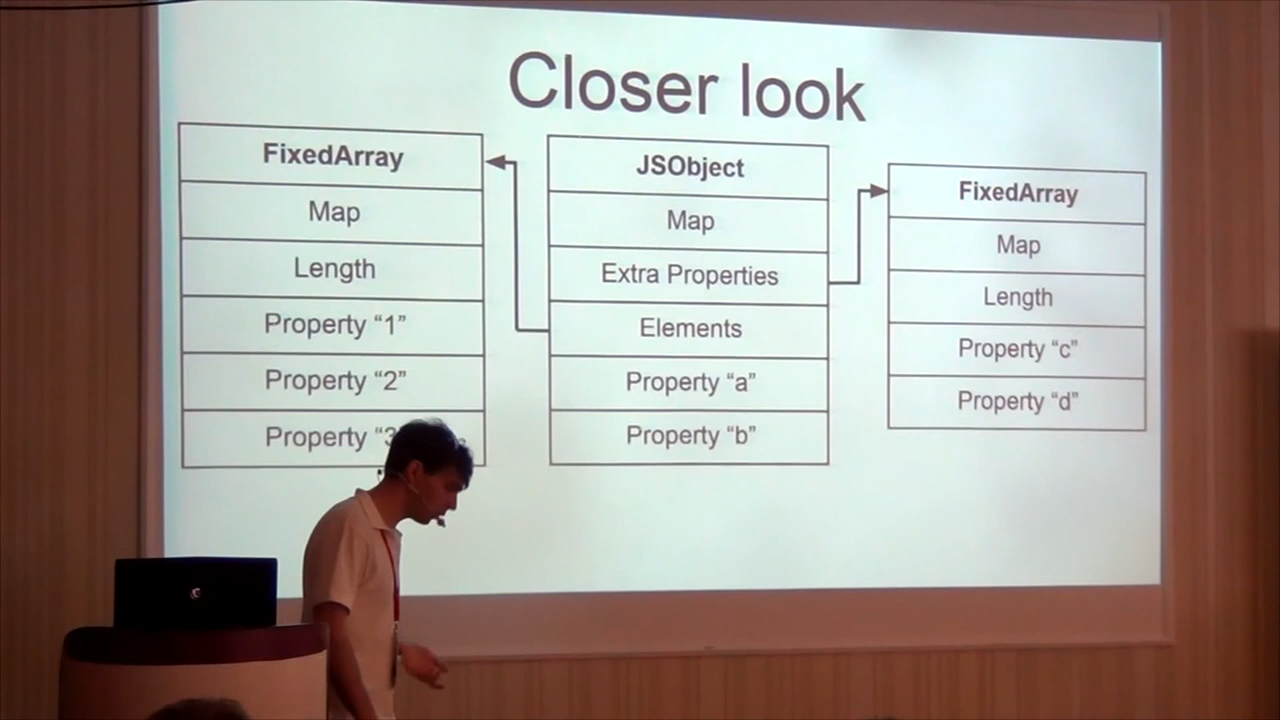 Closer look
FixedArray
Map
Length
Property “1”
Property “2”
Property “3
JSObject
Map
Extra Properties
Elements
Property “a”
Property “b”
FixedArray
Map
Length
Property “c”
Property “d”